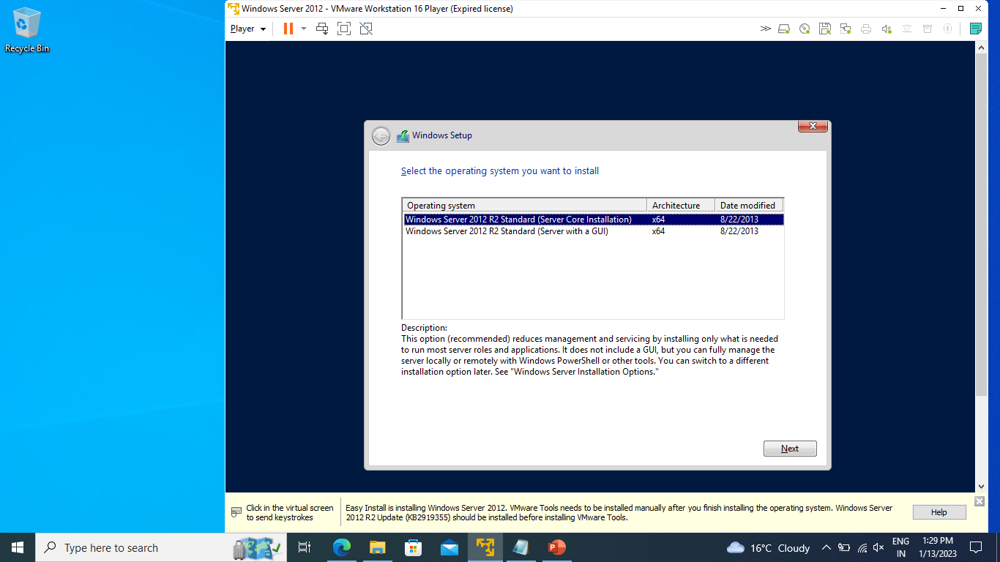 Recycle Bin
Windows Server 2012 - VMware Workstation 16 Player (Expired license)
Player
Windows Setup
Select the operating system you want to install
Operating system Architecture Date modified
Windows Server 2012 R2 Standard (Server Core Installation) x64 8/22/2013
Windows Server 2012 R2 Standard (Server with a GUI) x64 8/22/2013
Description:
This option (recommended) reduces management and servicing by installing only what is needed
to run most server roles and applications. It does not include a GUI, but you can fully manage the
server locally or remotely with Windows PowerShell or other tools. You can switch to a different
installation option later. See "Windows Server Installation Options."
Next
Click in the virtual screen
to send keystrokes
Easy Install is installing Windows Server 2012. VMware Tools needs to be installed manually after you finish installing the operating system. Windows Server
2012 R2 Update (KB2919355) should be installed before installing VMware Tools.
Help
Type here to search
16°C Cloudy
ENG
IN
1:29 PM
1/13/2023